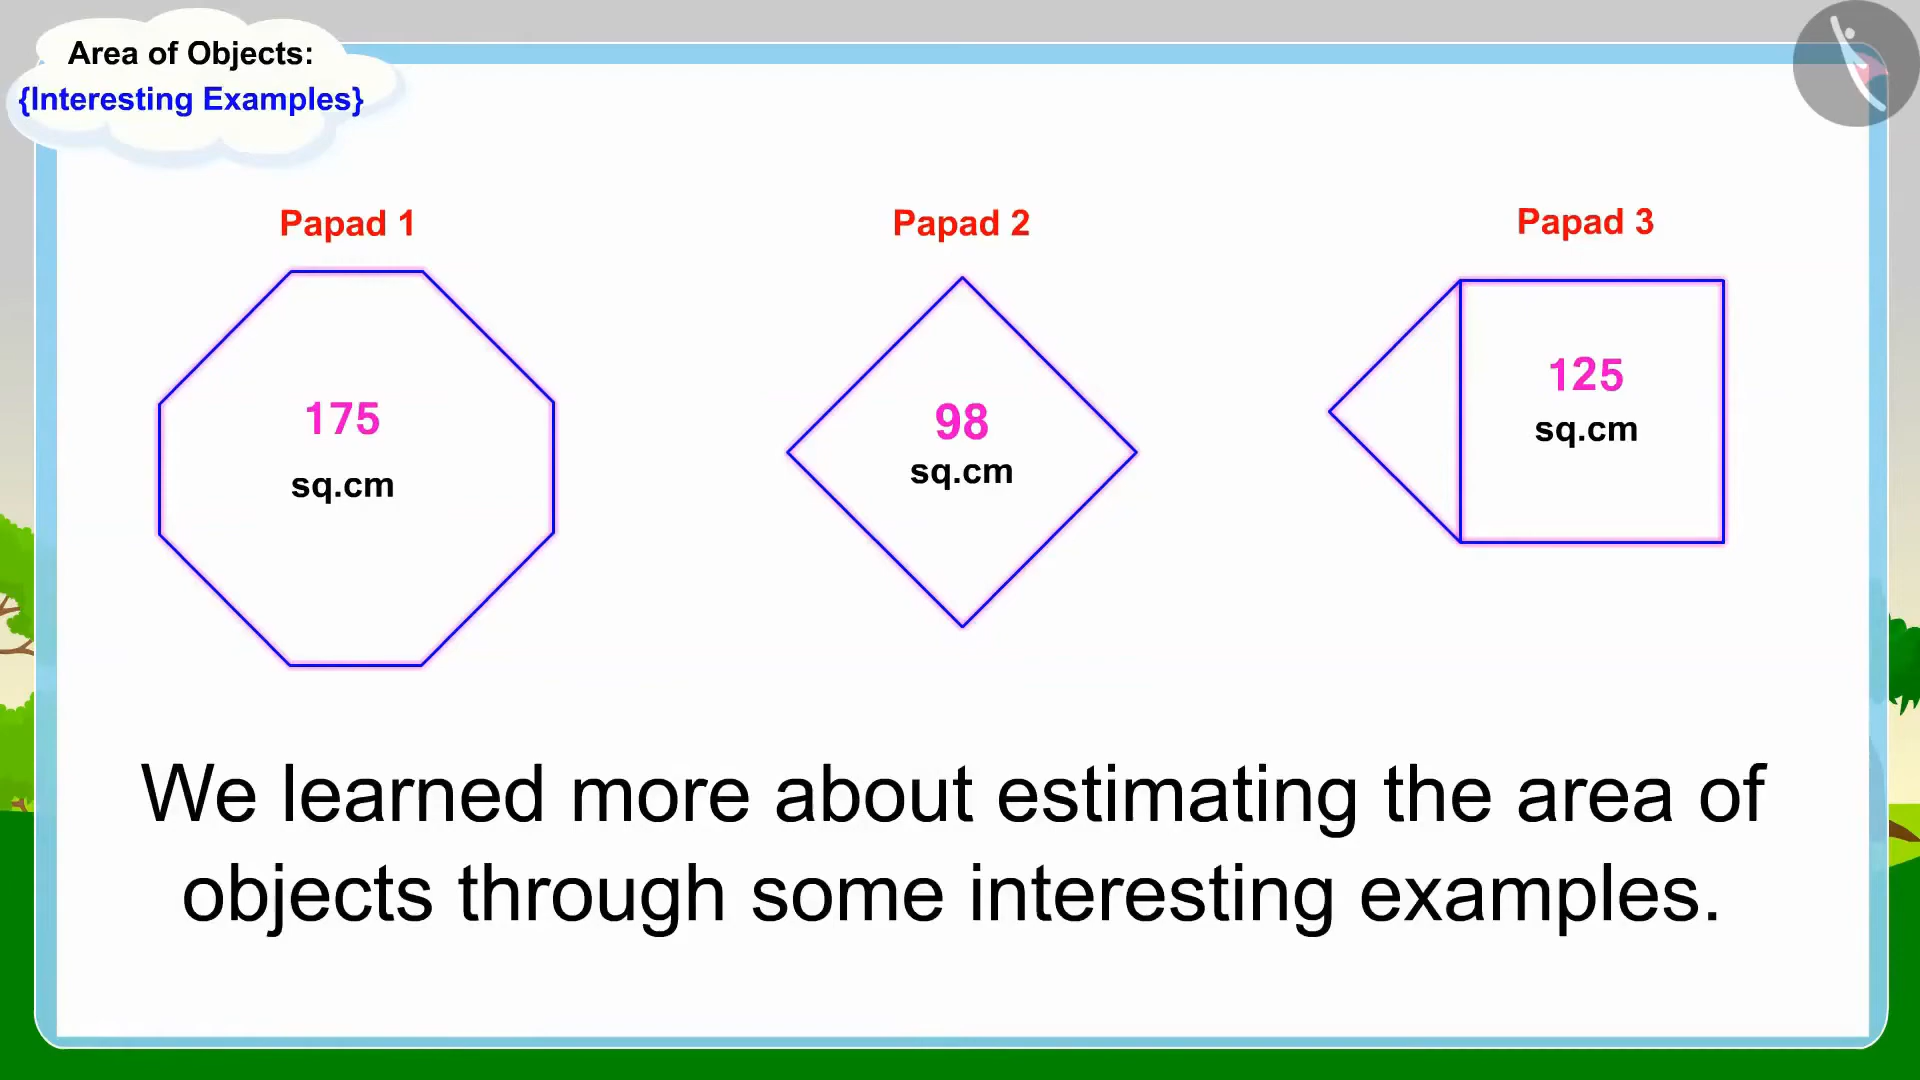 Area of Objects:
{Interesting Examples}
Papad 1
Papad 2
Papad 3
175
sq.cm
98
sq.cm
125
sq.cm
We learned more about estimating the area of
objects through some interesting examples.